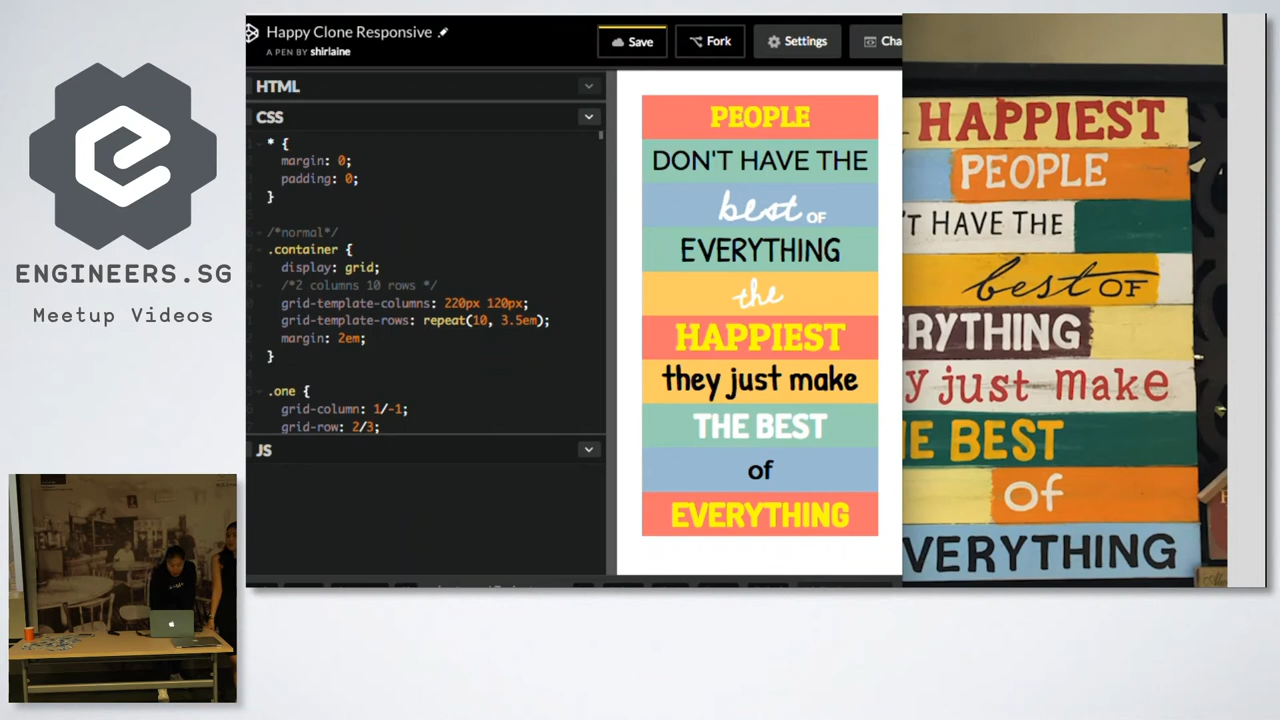 ENGINEERS.SG
Meetup Videos
Happy Clone Responsive
A PEN BY shirlaine
Save
Fork
Settings
Cha
HTML
CSS
* {
margin: 0;
padding: 0;
}
/*normal*/
.container {
display: grid;
/*2 columns 10 rows */
grid-template-columns: 220px 120px;
grid-template-rows: repeat(10, 3.5em);
margin: 2em;
}
.one {
grid-column: 1/-1;
grid-row: 2/3;
JS
PEOPLE
DON'T HAVE THE
best OF
EVERYTHING
the
HAPPIEST
they just make
THE BEST
of
EVERYTHING
HAPPIEST
PEOPLE
'T HAVE THE
best OF
RYTHING
y just make
E BEST
of
VERYTHING